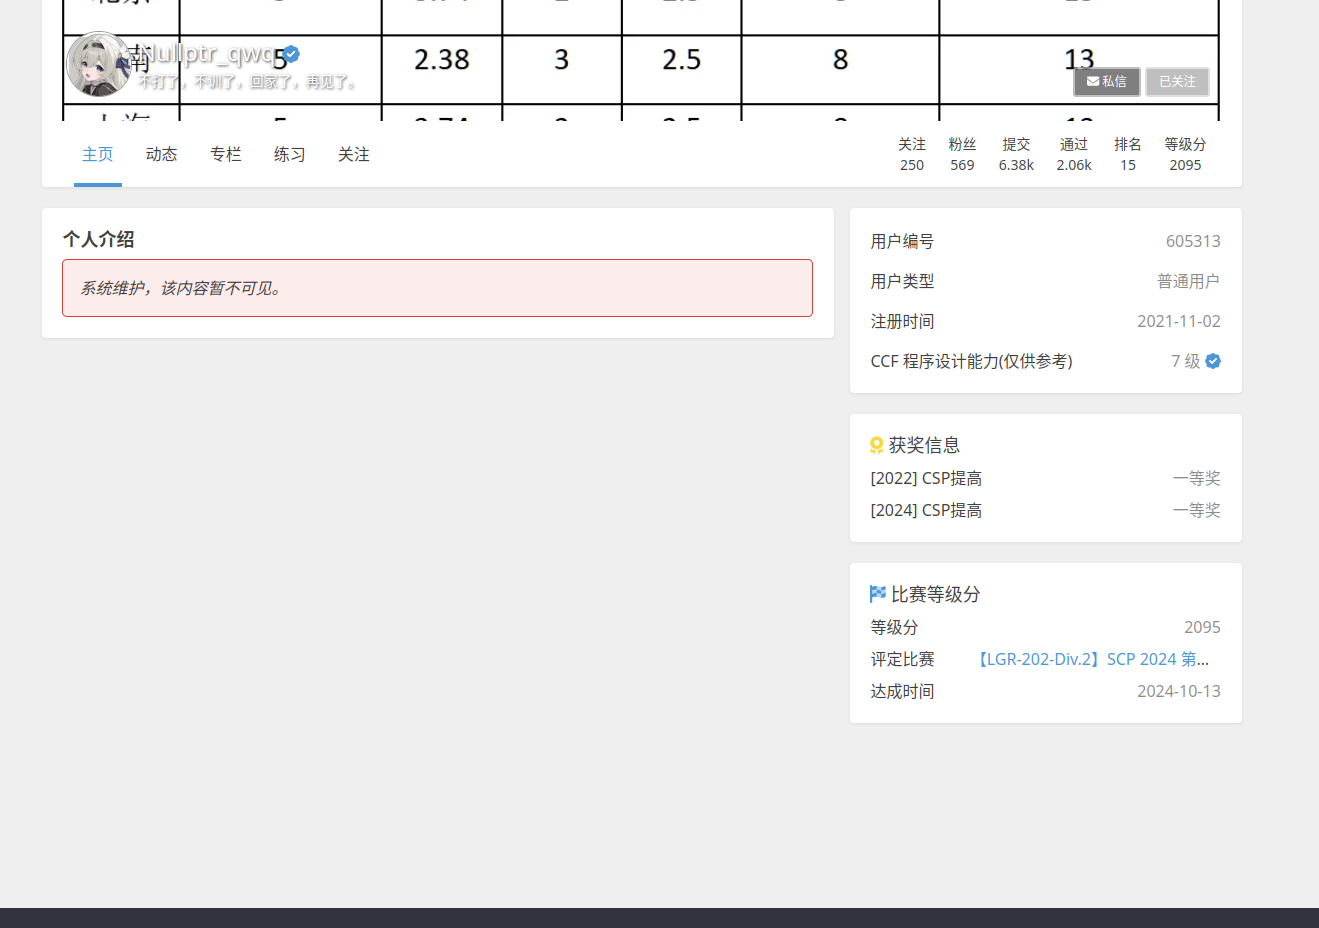 南 5 2.38 3 2.5 8 13
Nullptr_qwq
不打了，不训了，回家了，再见了。
私信 已关注
主页 动态 专栏 练习 关注
关注 粉丝 提交 通过 排名 等级分
250 569 6.38k 2.06k 15 2095
个人介绍
系统维护，该内容暂不可见。
用户编号 605313
用户类型 普通用户
注册时间 2021-11-02
CCF 程序设计能力(仅供参考) 7 级
获奖信息
[2022] CSP提高 一等奖
[2024] CSP提高 一等奖
比赛等级分
等级分 2095
评定比赛 【LGR-202-Div.2】SCP 2024 第...
达成时间 2024-10-13